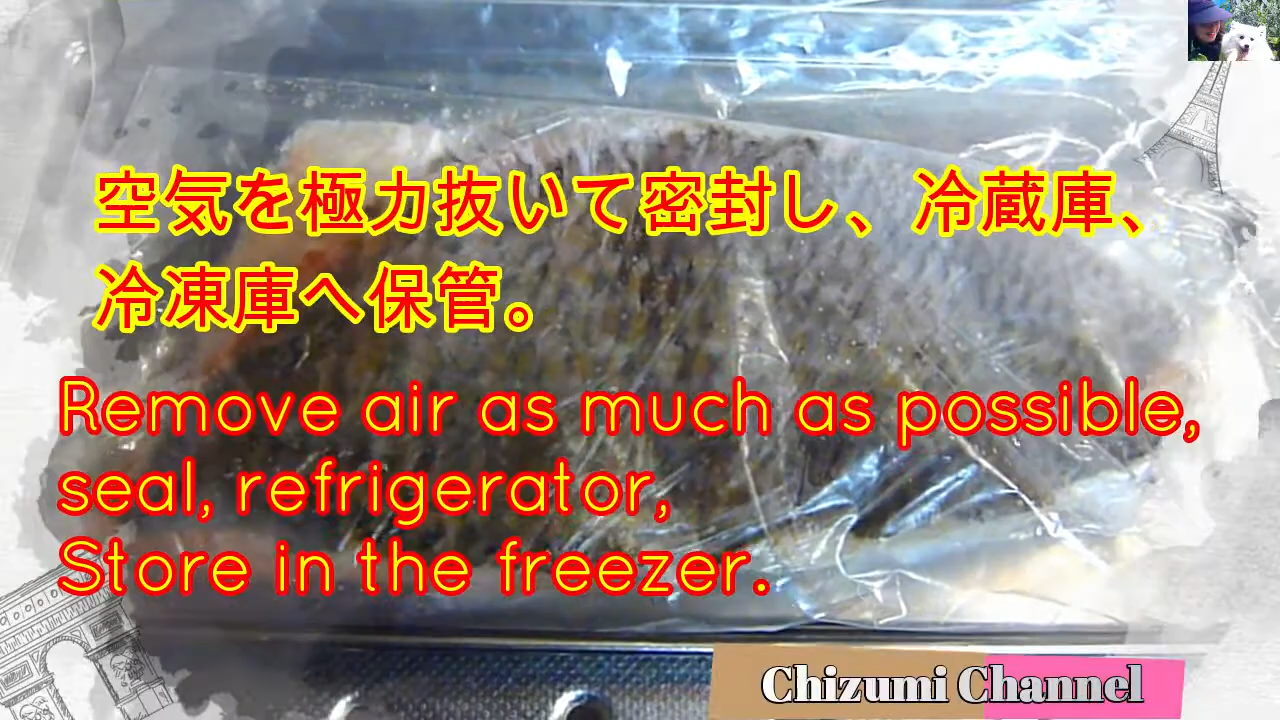 空気を極力抜いて密封し、冷蔵庫、
冷凍庫へ保管。
Remove air as much as possible,
seal, refrigerator,
Store in the freezer.
Chizumi Channel